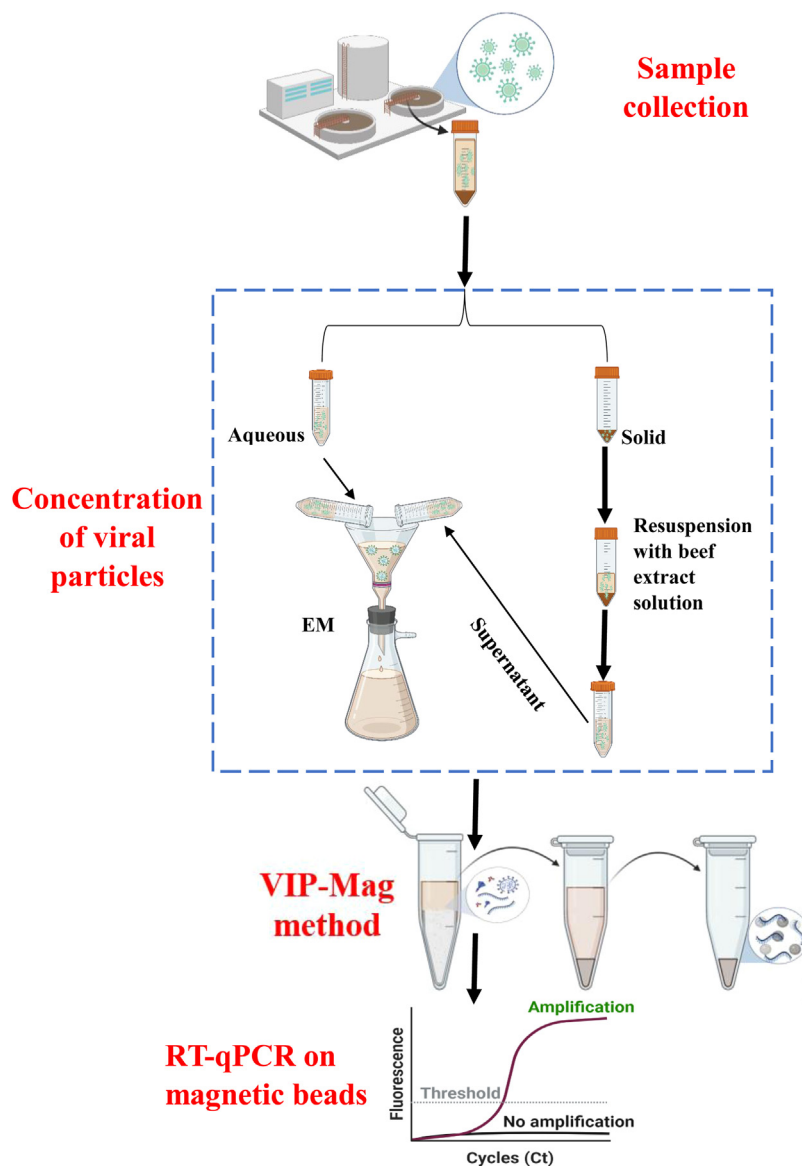 Sample
collection
Aqueous
Solid
Concentration
of viral
particles
Resuspension
with beef
extract
solution
EM
Supernatant
VIP-Mag
method
RT-qPCR on
magnetic beads
Fluorescence
Amplification
Threshold
No amplification
Cycles (Ct)